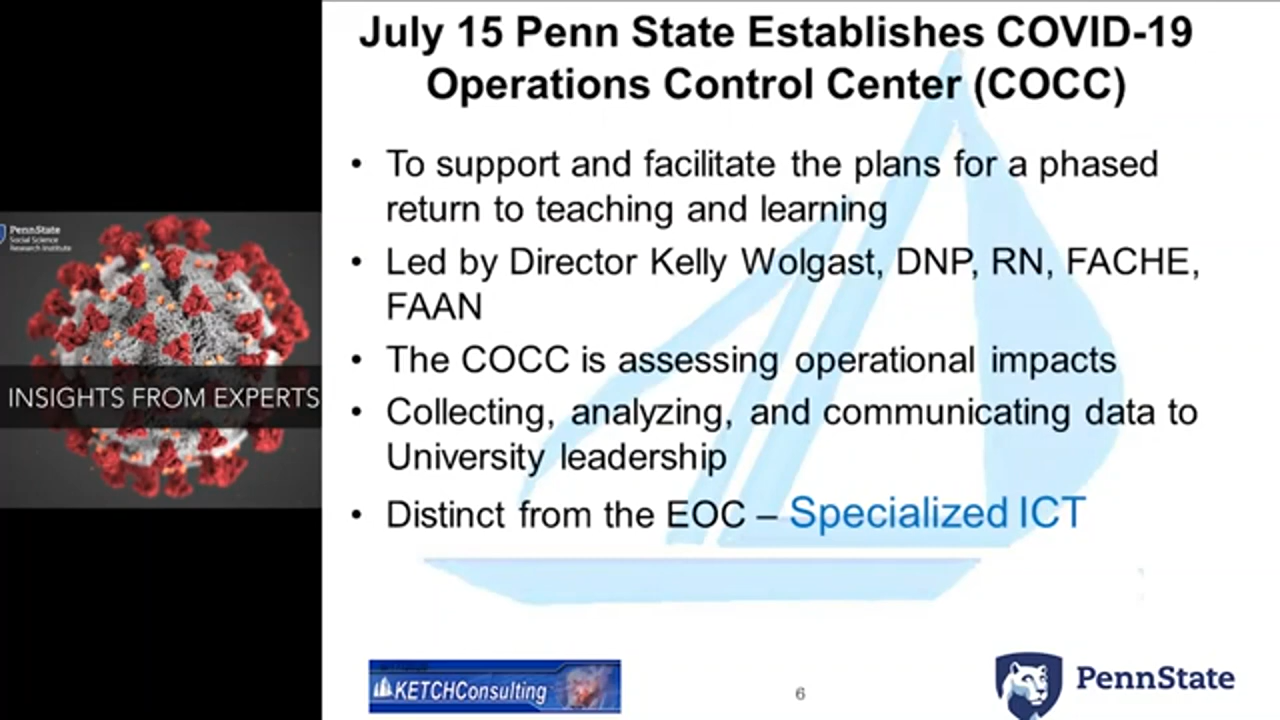 July 15 Penn State Establishes COVID-19
Operations Control Center (COCC)
• To support and facilitate the plans for a phased
return to teaching and learning
• Led by Director Kelly Wolgast, DNP, RN, FACHE,
FAAN
• The COCC is assessing operational impacts
• Collecting, analyzing, and communicating data to
University leadership
• Distinct from the EOC – Specialized ICT
PennState
Social Science
Research Institute
INSIGHTS FROM EXPERTS
KETCHConsulting
6
PennState